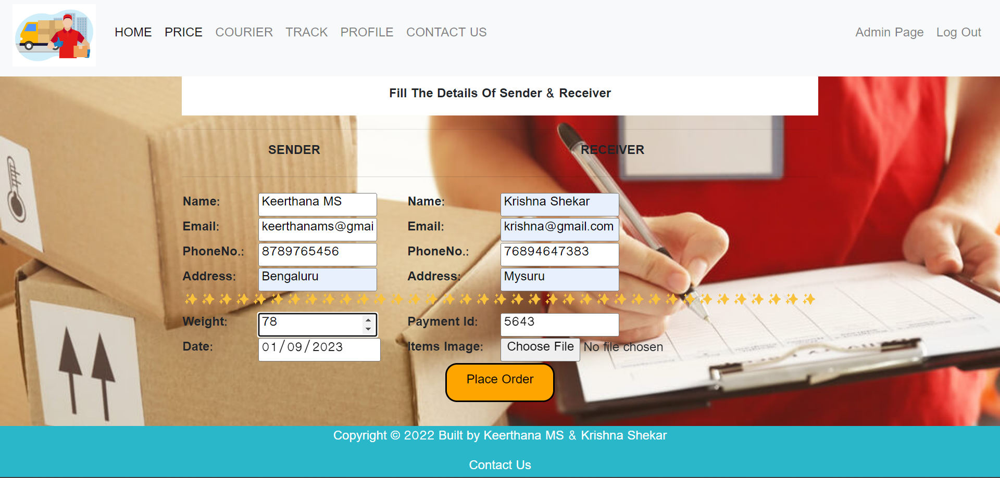 HOME PRICE COURIER TRACK PROFILE CONTACT US Admin Page Log Out
Fill The Details Of Sender & Receiver
SENDER RECEIVER
Name: Keerthana MS Name: Krishna Shekar
Email: keerthanams@gmai Email: krishna@gmail.com
PhoneNo.: 8789765456 PhoneNo.: 76894647383
Address: Bengaluru Address: Mysuru
Weight: 78 Payment Id: 5643
Date: 01/09/2023 Items Image: Choose File No file chosen
Place Order
Copyright © 2022 Built by Keerthana MS & Krishna Shekar
Contact Us